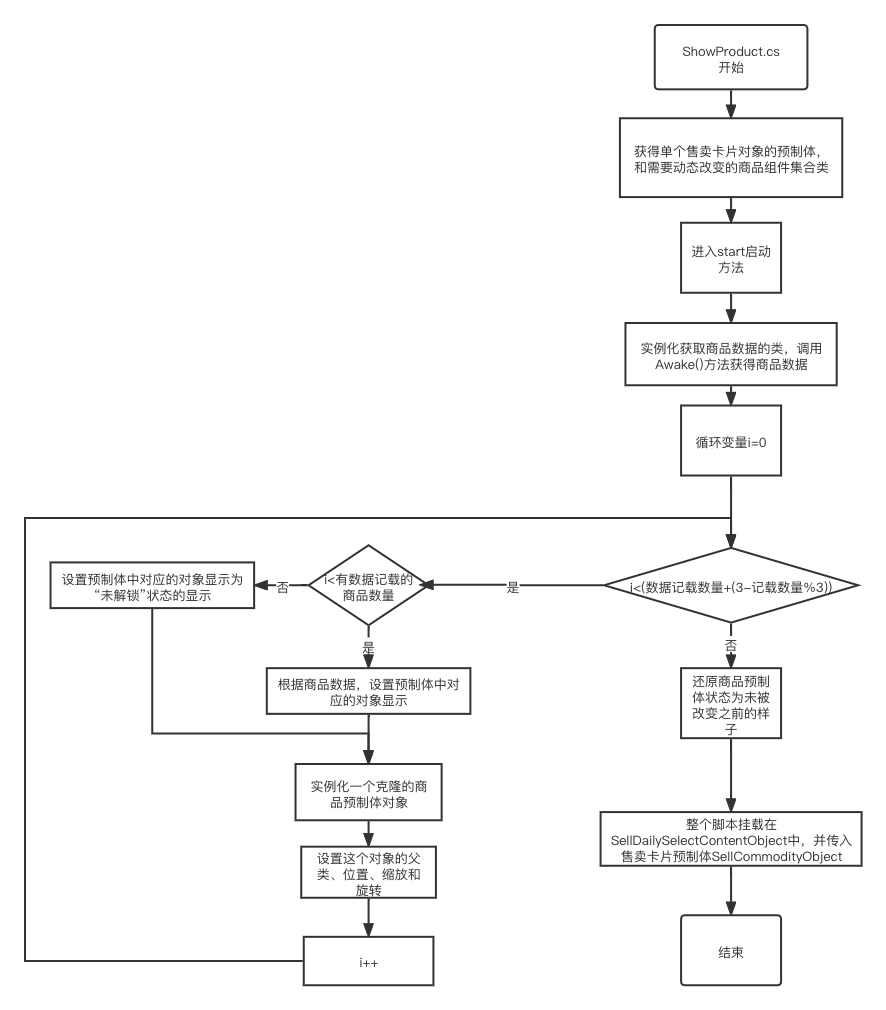 ShowProduct.cs
开始
获得单个售卖卡片对象的预制体，
和需要动态改变的商品组件集合类
进入start启动
方法
实例化获取商品数据的类，调用
Awake()方法获得商品数据
循环变量i=0
i<(数据记载数量+(3-记载数量%3))
是
i<有数据记载的
商品数量
否
设置预制体中对应的对象显示为
“未解锁”状态的显示
是
根据商品数据，设置预制体中对
应的对象显示
实例化一个克隆的商
品预制体对象
设置这个对象的父
类、位置、缩放和
旋转
i++
否
还原商品预制
体状态为未被
改变之前的样
子
整个脚本挂载在
SellDailySelectContentObject中，并传入
售卖卡片预制体SellCommodityObject
结束